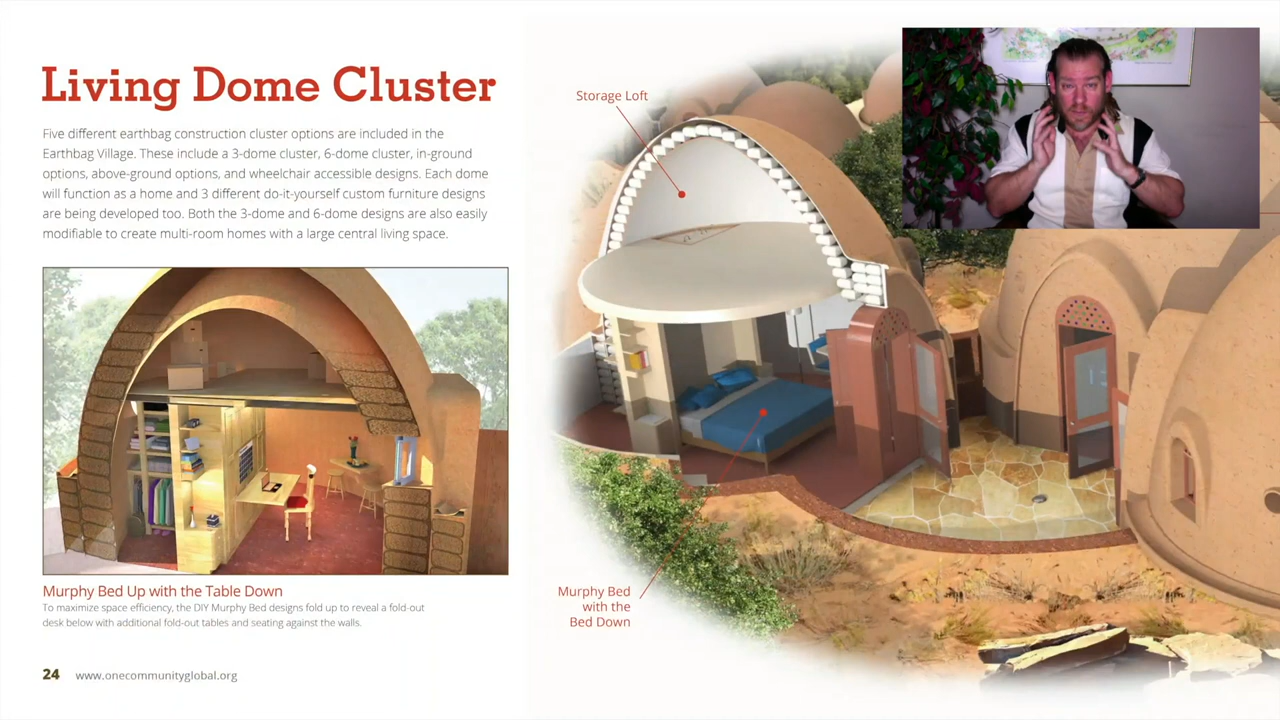 Living Dome Cluster
Five different earthbag construction cluster options are included in the
Earthbag Village. These include a 3-dome cluster, 6-dome cluster, in-ground
options, above-ground options, and wheelchair accessible designs. Each dome
will function as a home and 3 different do-it-yourself custom furniture designs
are being developed too. Both the 3-dome and 6-dome designs are also easily
modifiable to create multi-room homes with a large central living space.
Murphy Bed Up with the Table Down
To maximize space efficiency, the DIY Murphy Bed designs fold up to reveal a fold-out
desk below with additional fold-out tables and seating against the walls.
24 www.onecommunityglobal.org
Storage Loft
Murphy Bed
with the
Bed Down